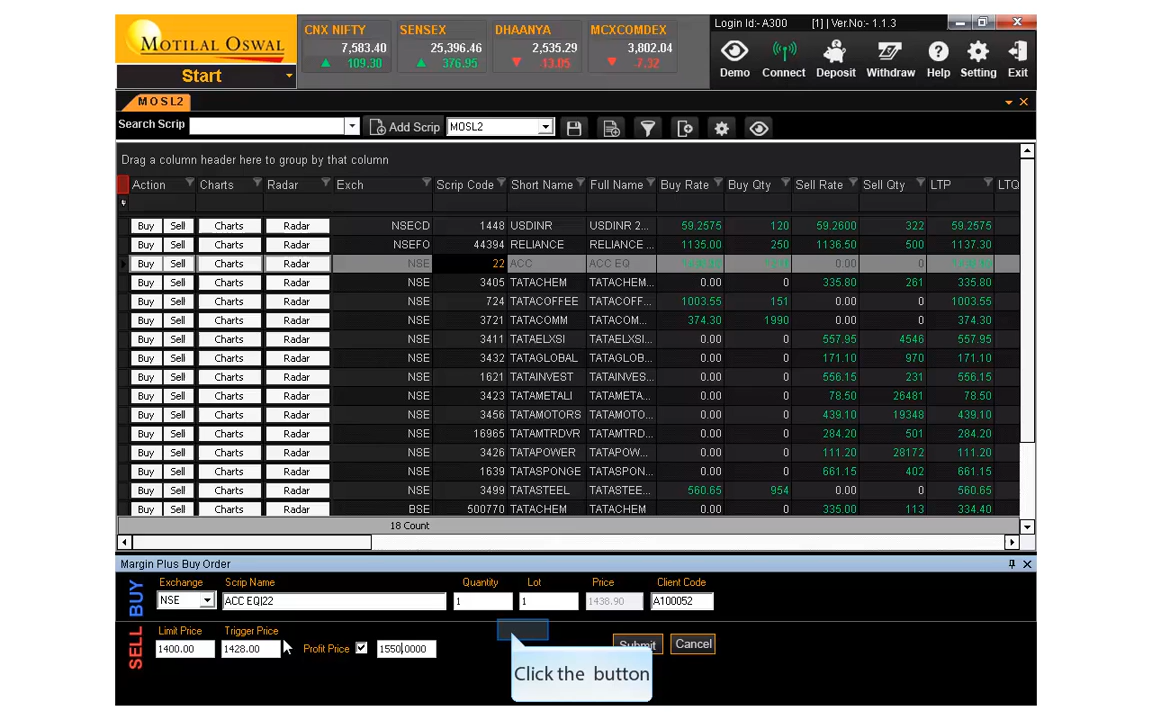 MOTILAL OSWAL
Start
CNX NIFTY
7,583.40
109.30
SENSEX
25,396.46
376.95
DHAANYA
2,535.29
13.05
MCXCOMDEX
3,802.04
7.32
Login Id:- A300 [1] | Ver.No:- 1.1.3
Demo Connect Deposit Withdraw Help Setting Exit
MOSL2
Search Scrip Add Scrip MOSL2
Drag a column header here to group by that column
Action Charts Radar Exch Scrip Code Short Name Full Name Buy Rate Buy Qty Sell Rate Sell Qty LTP LTQ
Buy Sell Charts Radar NSECD 1448 USDINR USDINR 2... 59.2575 120 59.2600 322 59.2575
Buy Sell Charts Radar NSEFO 44394 RELIANCE RELIANCE ... 1135.00 250 1136.50 500 1137.30
Buy Sell Charts Radar NSE 22 ACC ACC EQ 0.00 0
Buy Sell Charts Radar NSE 3405 TATACHEM TATACHEM... 0.00 0 335.80 261 335.80
Buy Sell Charts Radar NSE 724 TATACOFFEE TATACOFF... 1003.55 151 0.00 0 1003.55
Buy Sell Charts Radar NSE 3721 TATACOMM TATACOM... 374.30 1990 0.00 0 374.30
Buy Sell Charts Radar NSE 3411 TATAELXSI TATAELXSI... 0.00 0 557.95 4546 557.95
Buy Sell Charts Radar NSE 3432 TATAGLOBAL TATAGLOB... 0.00 0 171.10 970 171.10
Buy Sell Charts Radar NSE 1621 TATAINVEST TATAINVES... 0.00 0 556.15 231 556.15
Buy Sell Charts Radar NSE 3423 TATAMETALI TATAMETA... 0.00 0 78.50 26481 78.50
Buy Sell Charts Radar NSE 3456 TATAMOTORS TATAMOTO... 0.00 0 439.10 19348 439.10
Buy Sell Charts Radar NSE 16965 TATAMTRDVR TATAMTRD... 0.00 0 284.20 501 284.20
Buy Sell Charts Radar NSE 3426 TATAPOWER TATAPOW... 0.00 0 111.20 28172 111.20
Buy Sell Charts Radar NSE 1639 TATASPONGE TATASPON... 0.00 0 661.15 402 661.15
Buy Sell Charts Radar NSE 3499 TATASTEEL TATASTEE... 560.65 954 0.00 0 560.65
Buy Sell Charts Radar BSE 500770 TATACHEM TATACHEM 0.00 0 335.00 113 334.40
18 Count
Margin Plus Buy Order
BUY
Exchange Scrip Name Quantity Lot Price Client Code
NSE ACC EQ|22 1 1 1438.90 A100052
SELL
Limit Price Trigger Price
1400.00 1428.00 Profit Price 1550.0000 Submit Cancel
Click the button